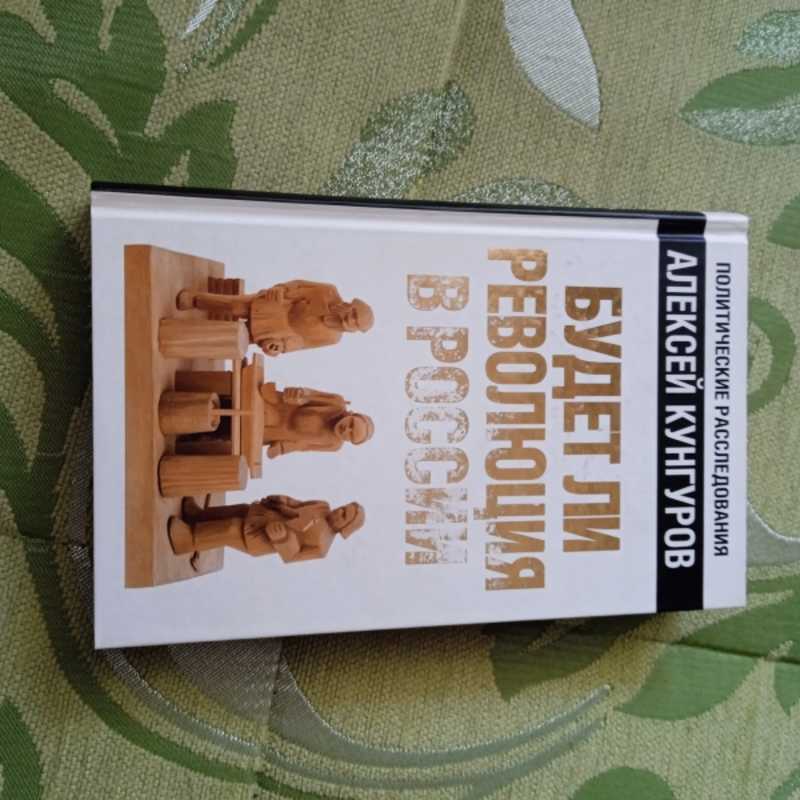 ПОЛИТИЧЕСКИЕ РАССЛЕДОВАНИЯ
АЛЕКСЕЙ КУНГУРОВ
БУДЕТ ЛИ
РЕВОЛЮЦИЯ
В РОССИИ